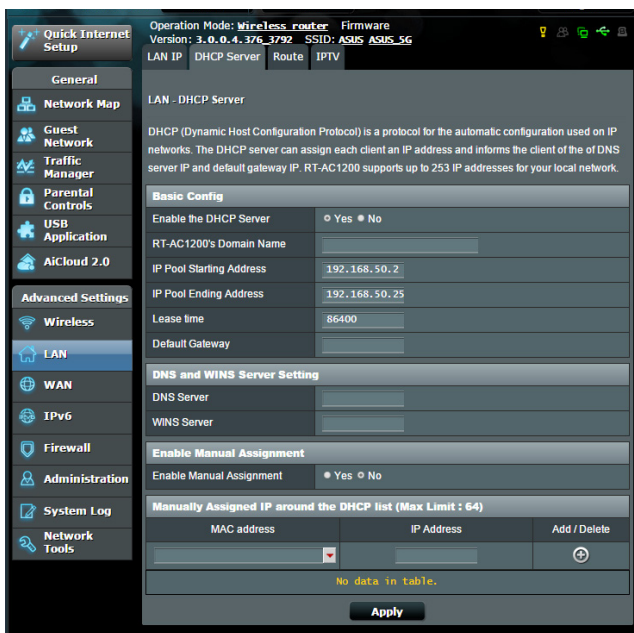 Quick Internet
Setup
General
Network Map
Guest
Network
Traffic
Manager
Parental
Controls
USB
Application
AiCloud 2.0
Advanced Settings
Wireless
LAN
WAN
IPv6
Firewall
Administration
System Log
Network
Tools
Operation Mode: Wireless router Firmware
Version: 3.0.0.4.376_3792 SSID: ASUS ASUS_5G
LAN IP DHCP Server Route IPTV
LAN - DHCP Server
DHCP (Dynamic Host Configuration Protocol) is a protocol for the automatic configuration used on IP
networks. The DHCP server can assign each client an IP address and informs the client of the of DNS
server IP and default gateway IP. RT-AC1200 supports up to 253 IP addresses for your local network.
Basic Config
Enable the DHCP Server Yes No
RT-AC1200's Domain Name
IP Pool Starting Address 192.168.50.2
IP Pool Ending Address 192.168.50.25
Lease time 86400
Default Gateway
DNS and WINS Server Setting
DNS Server
WINS Server
Enable Manual Assignment
Enable Manual Assignment Yes No
Manually Assigned IP around the DHCP list (Max Limit : 64)
MAC address IP Address Add / Delete
No data in table.
Apply